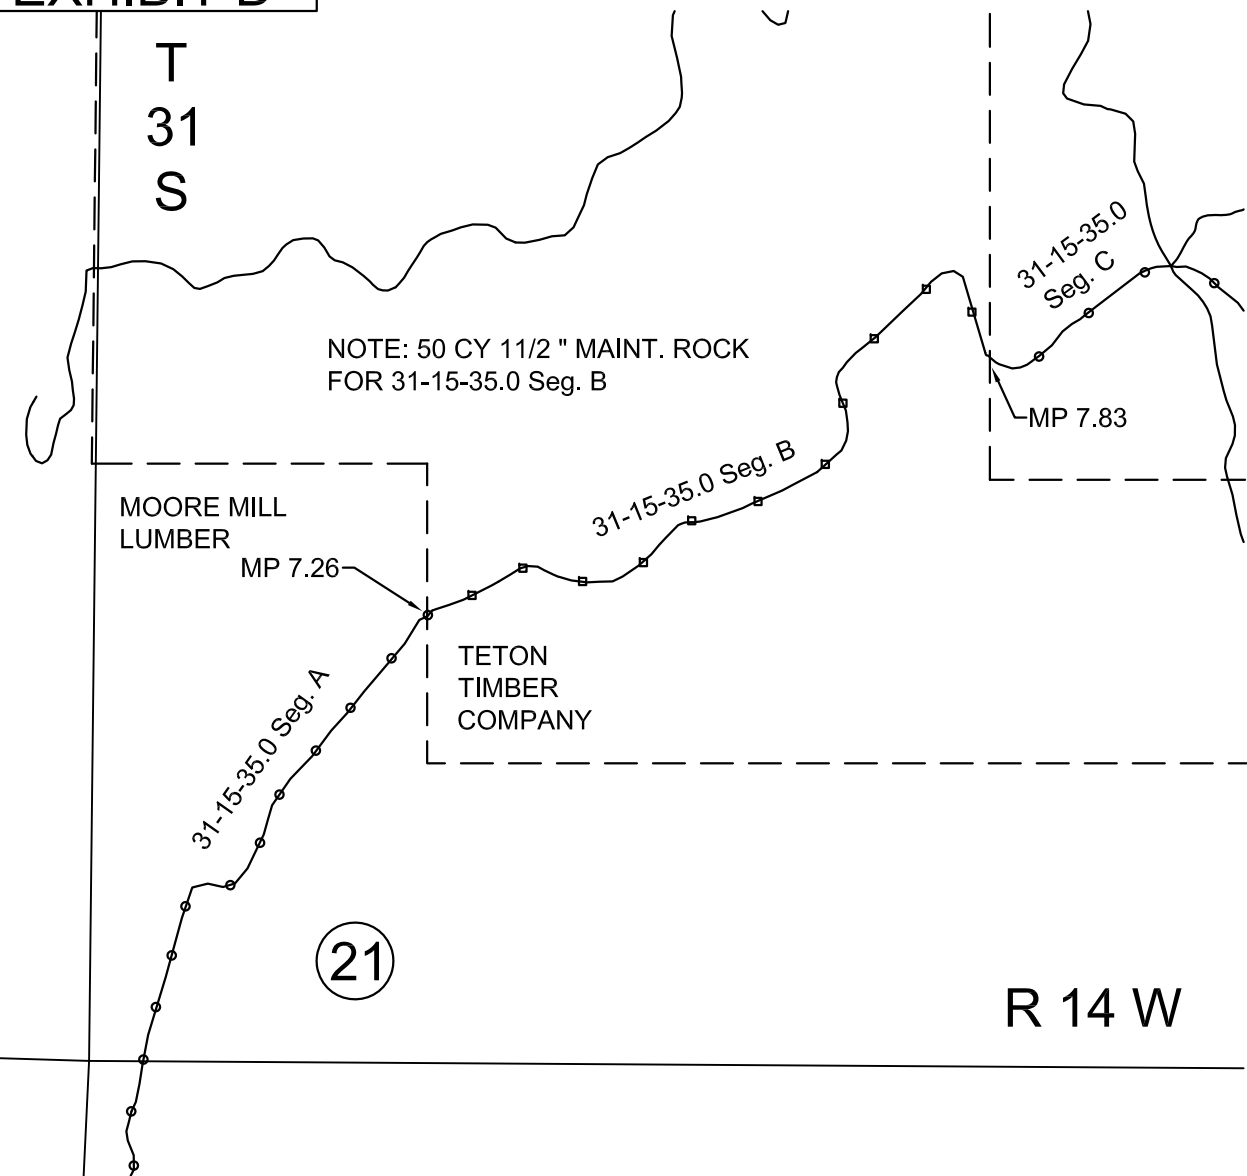 EXHIBIT D
T
31
S
31-15-35.0
Seg. C
NOTE: 50 CY 11/2 " MAINT. ROCK
FOR 31-15-35.0 Seg. B
MP 7.83
31-15-35.0 Seg. B
MOORE MILL
LUMBER
MP 7.26
TETON
TIMBER
COMPANY
31-15-35.0 Seg. A
21
R 14 W